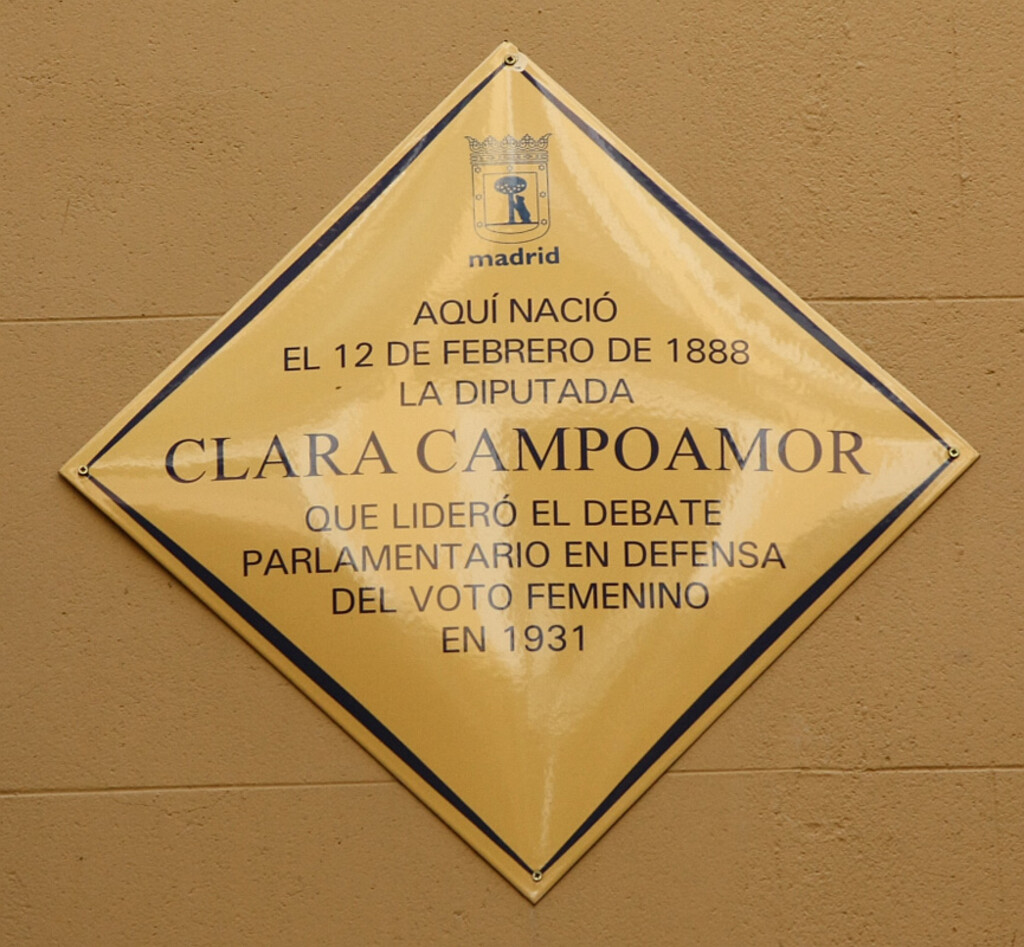 madrid
AQUÍ NACIÓ
EL 12 DE FEBRERO DE 1888
LA DIPUTADA
CLARA CAMPOAMOR
QUE LIDERÓ EL DEBATE
PARLAMENTARIO EN DEFENSA
DEL VOTO FEMENINO
EN 1931